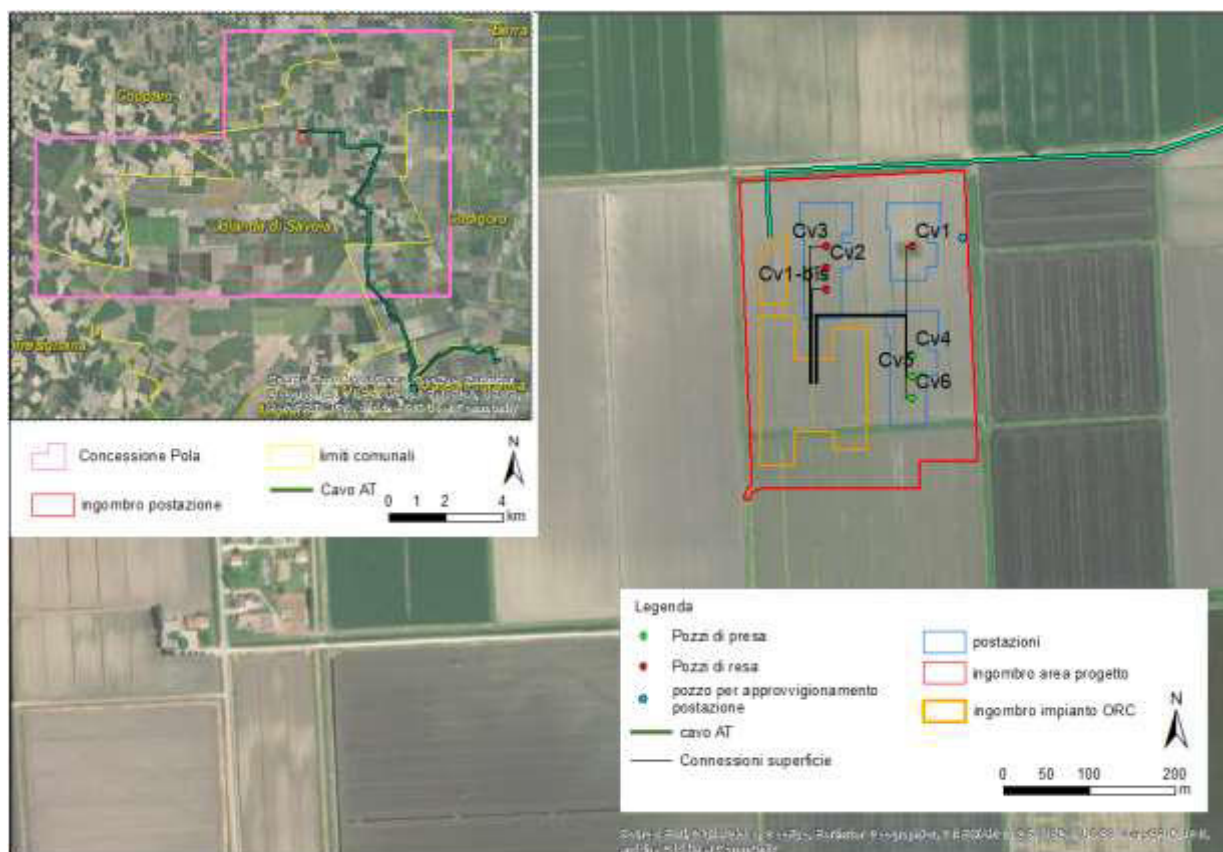 Berra
Copparo
Jolanda di Savoia
Codigoro
Concessione Pola
limiti comunali
ingombro postazione
Cavo AT
N
0 1 2 4
km
Cv3
Cv2
Cv1
Cv1-bis
Cv4
Cv5
Cv6
Legenda
Pozzi di presa
Pozzi di resa
pozzo per approvvigionamento
postazione
cavo AT
Connessioni superficie
postazioni
ingombro area progetto
ingombro impianto ORC
N
0 50 100 200
m